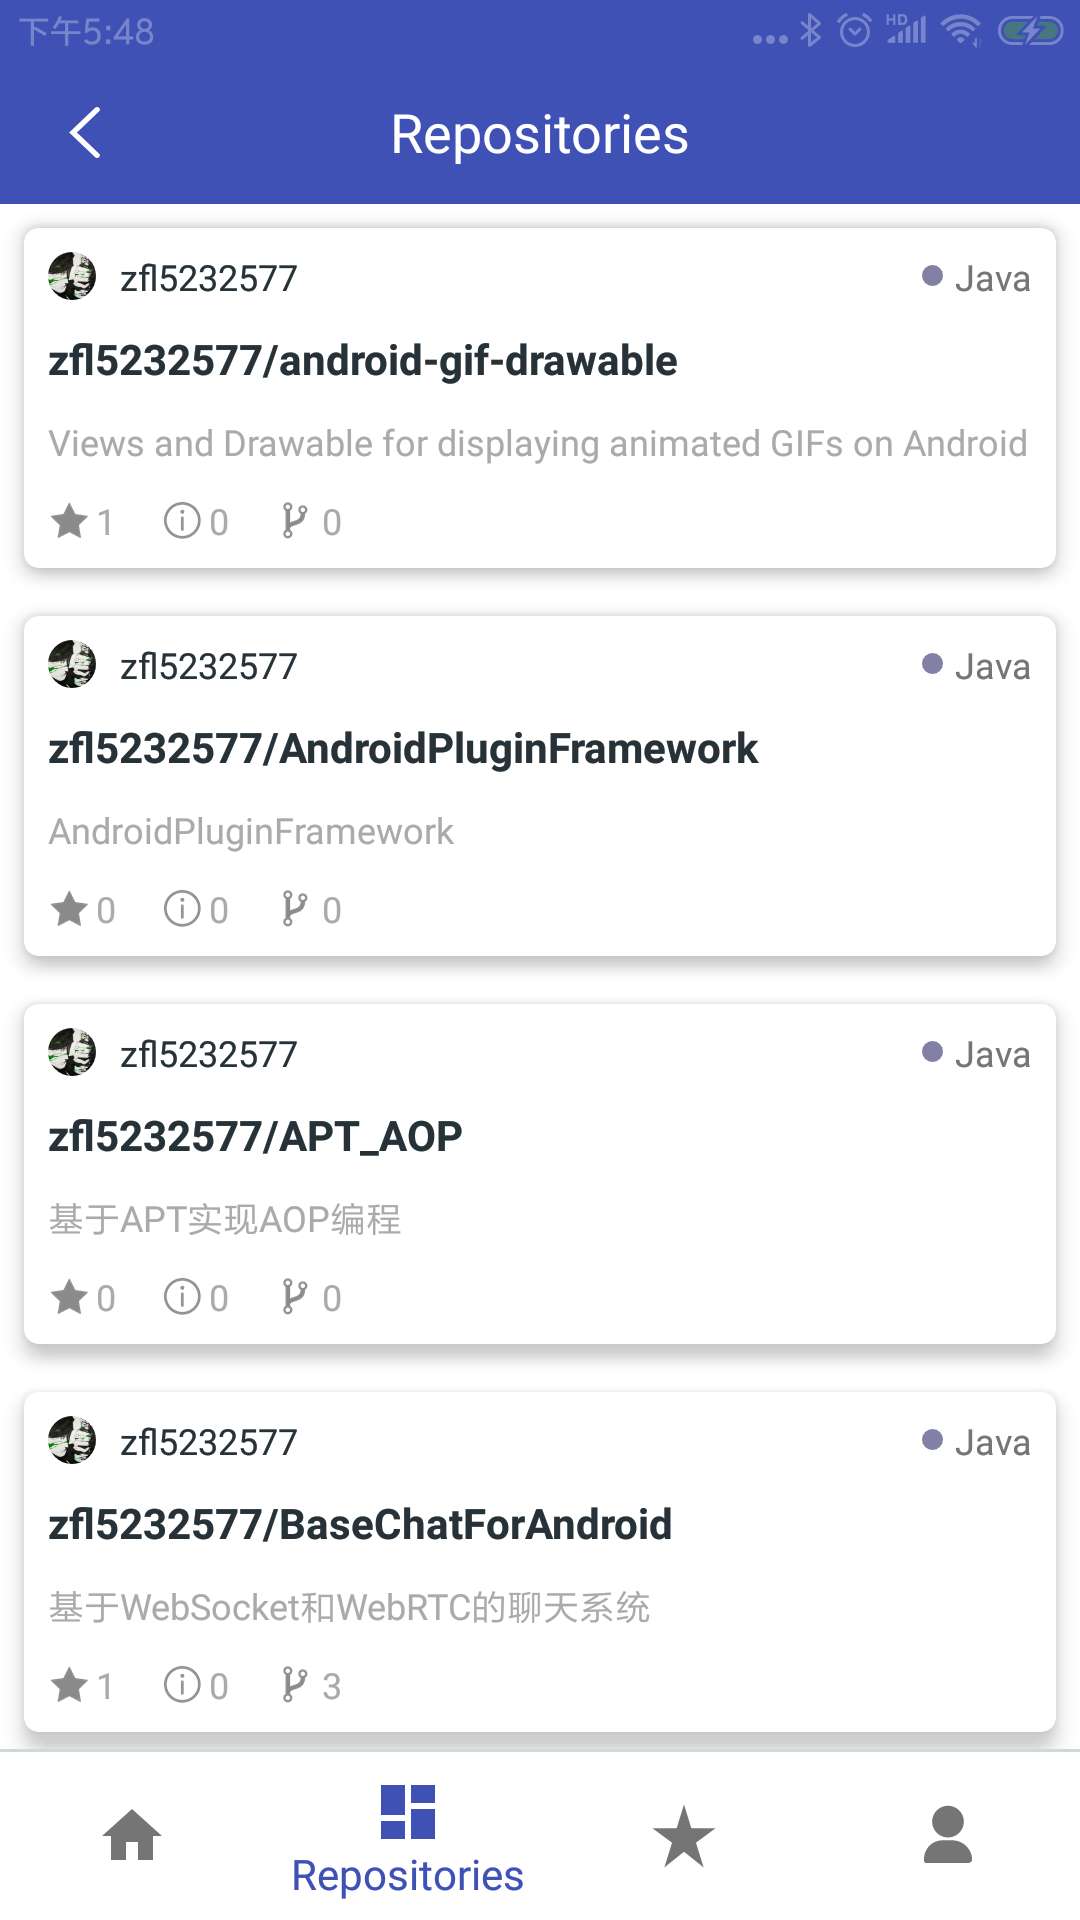 下午5:48
HD
Repositories
zfl5232577
Java
zfl5232577/android-gif-drawable
Views and Drawable for displaying animated GIFs on Android
1 0 0
zfl5232577
Java
zfl5232577/AndroidPluginFramework
AndroidPluginFramework
0 0 0
zfl5232577
Java
zfl5232577/APT_AOP
基于APT实现AOP编程
0 0 0
zfl5232577
Java
zfl5232577/BaseChatForAndroid
基于WebSocket和WebRTC的聊天系统
1 0 3
Repositories